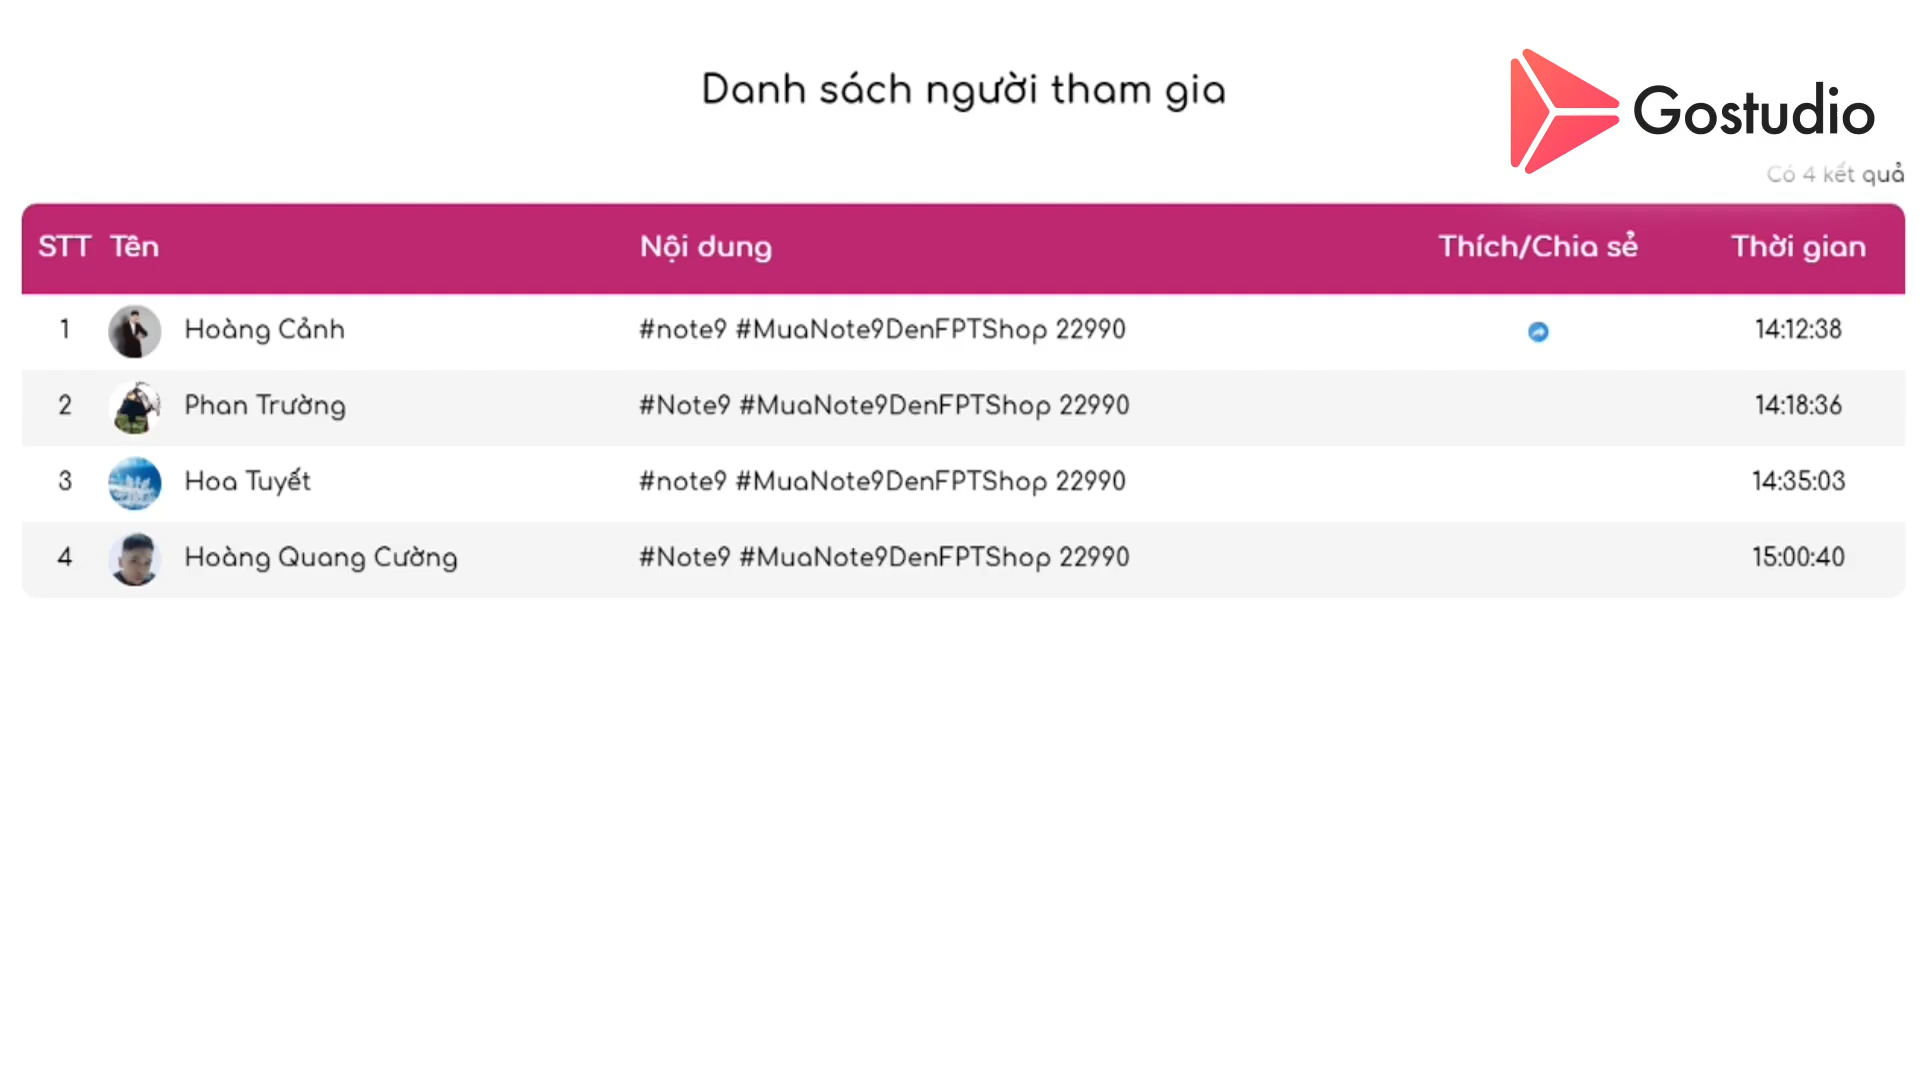 Danh sách người tham gia
Gostudio
Có 4 kết quả
STT Tên Nội dung Thích/Chia sẻ Thời gian
1 Hoàng Cảnh #note9 #MuaNote9DenFPTShop 22990 14:12:38
2 Phan Trường #Note9 #MuaNote9DenFPTShop 22990 14:18:36
3 Hoa Tuyết #note9 #MuaNote9DenFPTShop 22990 14:35:03
4 Hoàng Quang Cường #Note9 #MuaNote9DenFPTShop 22990 15:00:40